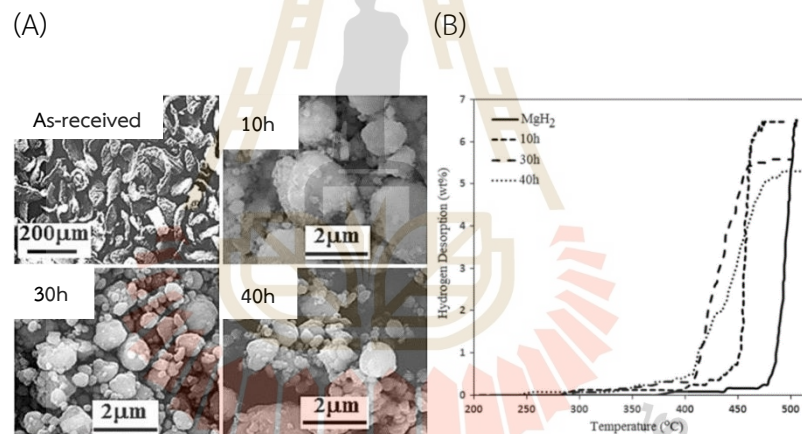 (A)
(B)
As-received
200µm
10h
2µm
30h
2µm
40h
2µm
Hydrogen Desorption (wt%)
7
6
5
4
3
2
1
0
MgH₂
10h
30h
40h
200 250 300 350 400 450 500
Temperature (°C)